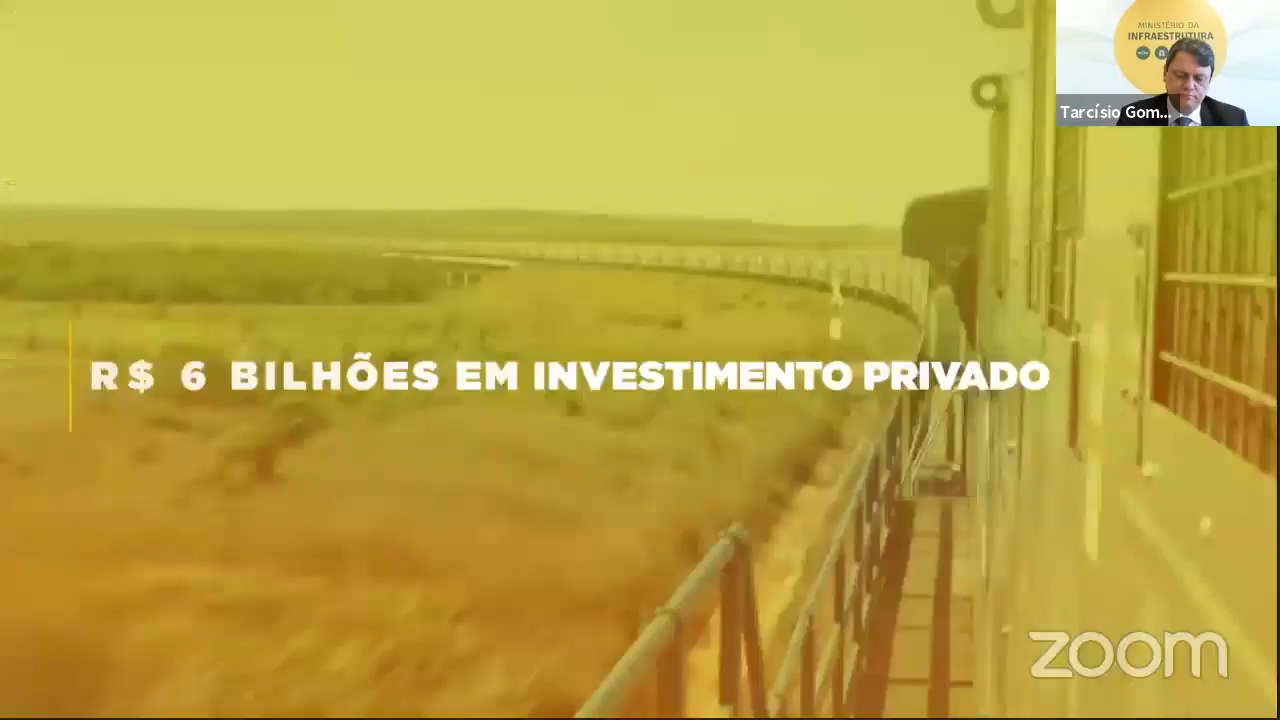 MINISTÉRIO DA
INFRAESTRUTURA
Tarcísio Gom...
R$ 6 BILHÕES EM INVESTIMENTO PRIVADO
zoom